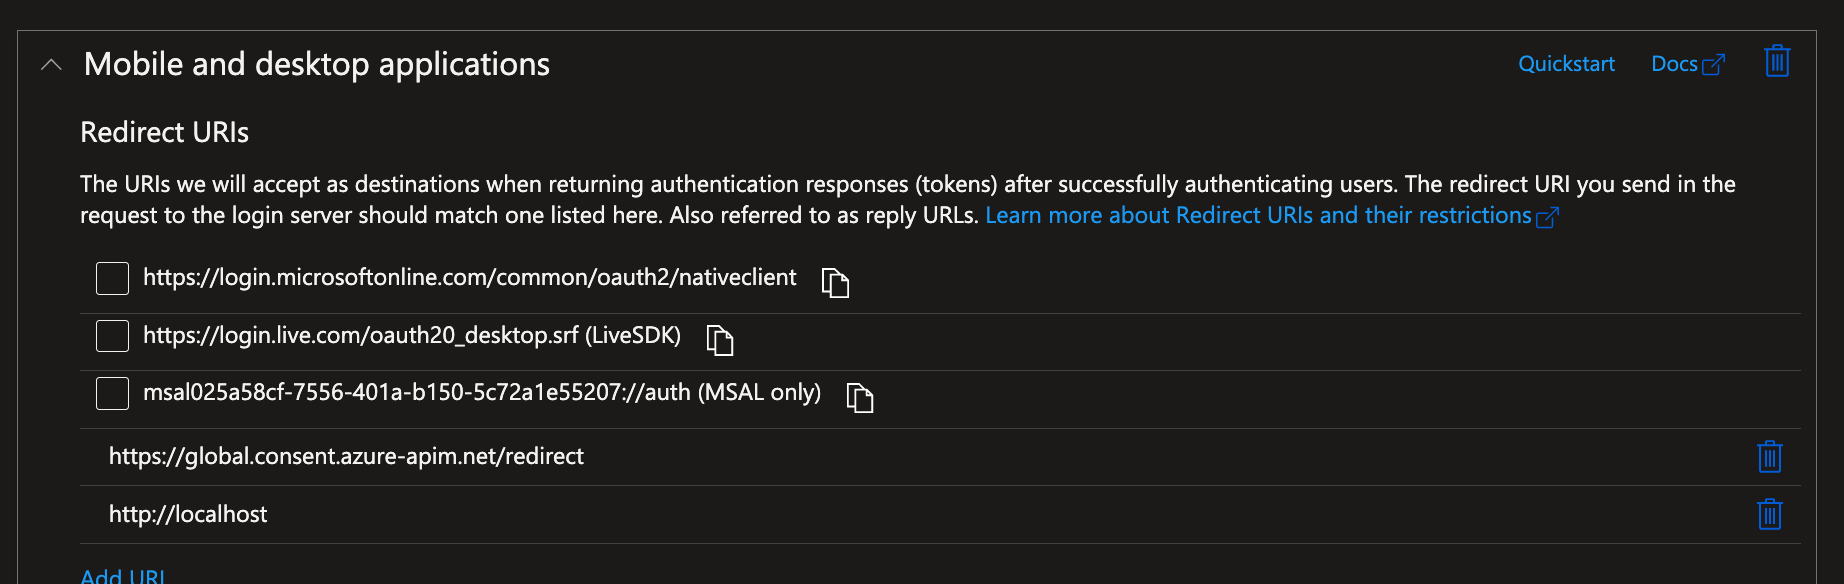 Mobile and desktop applications
Quickstart
Docs
Redirect URIs
The URIs we will accept as destinations when returning authentication responses (tokens) after successfully authenticating users. The redirect URI you send in the
request to the login server should match one listed here. Also referred to as reply URLs. Learn more about Redirect URIs and their restrictions
https://login.microsoftonline.com/common/oauth2/nativeclient
https://login.live.com/oauth20_desktop.srf (LiveSDK)
msal025a58cf-7556-401a-b150-5c72a1e55207://auth (MSAL only)
https://global.consent.azure-apim.net/redirect
http://localhost
Add URI